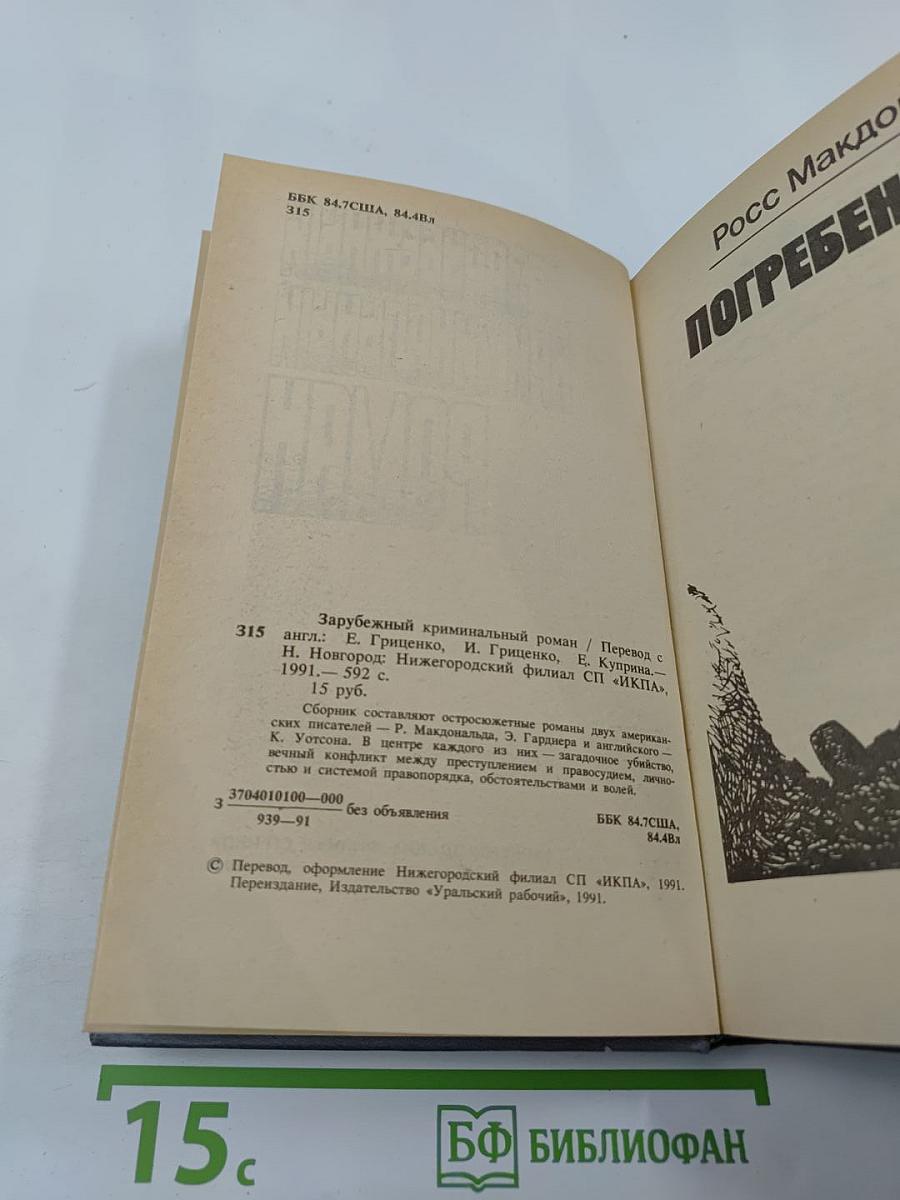 ББК 84.7США, 84.4Вл
З15
Зарубежный криминальный роман / Перевод с
З15 англ.: Е. Гриценко, И. Гриценко, Е. Куприна.—
Н. Новгород: Нижегородский филиал СП «ИКПА»,
1991.— 592 с.
15 руб.
Сборник составляют остросюжетные романы двух американ-
ских писателей — Р. Макдональда, Э. Гарднера и английского —
К. Уотсона. В центре каждого из них — загадочное убийство,
вечный конфликт между преступлением и правосудием, лично-
стью и системой правопорядка, обстоятельствами и волей.
З 3704010100—000 без объявления
939—91
ББК 84.7США,
84.4Вл
© Перевод, оформление Нижегородский филиал СП «ИКПА», 1991.
Переиздание, Издательство «Уральский рабочий», 1991.
Росс Макдо
ПОГРЕБЕН
15 с
БФ БИБЛИОФАН